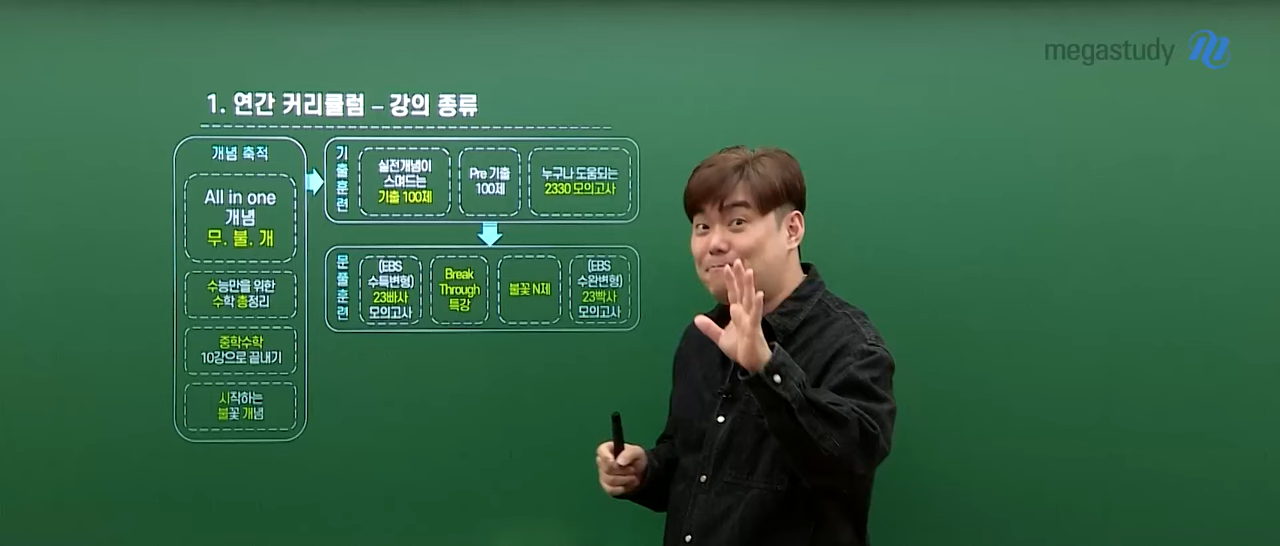 megastudy
1. 연간 커리큘럼 – 강의 종류
개념 축적
All in one
개념
무. 불. 개
수능만을 위한
수학 총정리
중학수학
10강으로 끝내기
시작하는
불꽃 개념
기출훈련
실전개념이
스며드는
기출 100제
Pre 기출
100제
누구나 도움되는
2330 모의고사
문풀훈련
(EBS
수특변형)
23빠사
모의고사
Break
Through
특강
불꽃 N제
(EBS
수완변형)
23빡사
모의고사